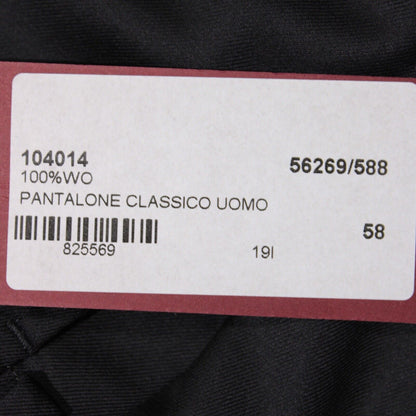 104014 56269/588
100%WO
PANTALONE CLASSICO UOMO
58
825569 19I